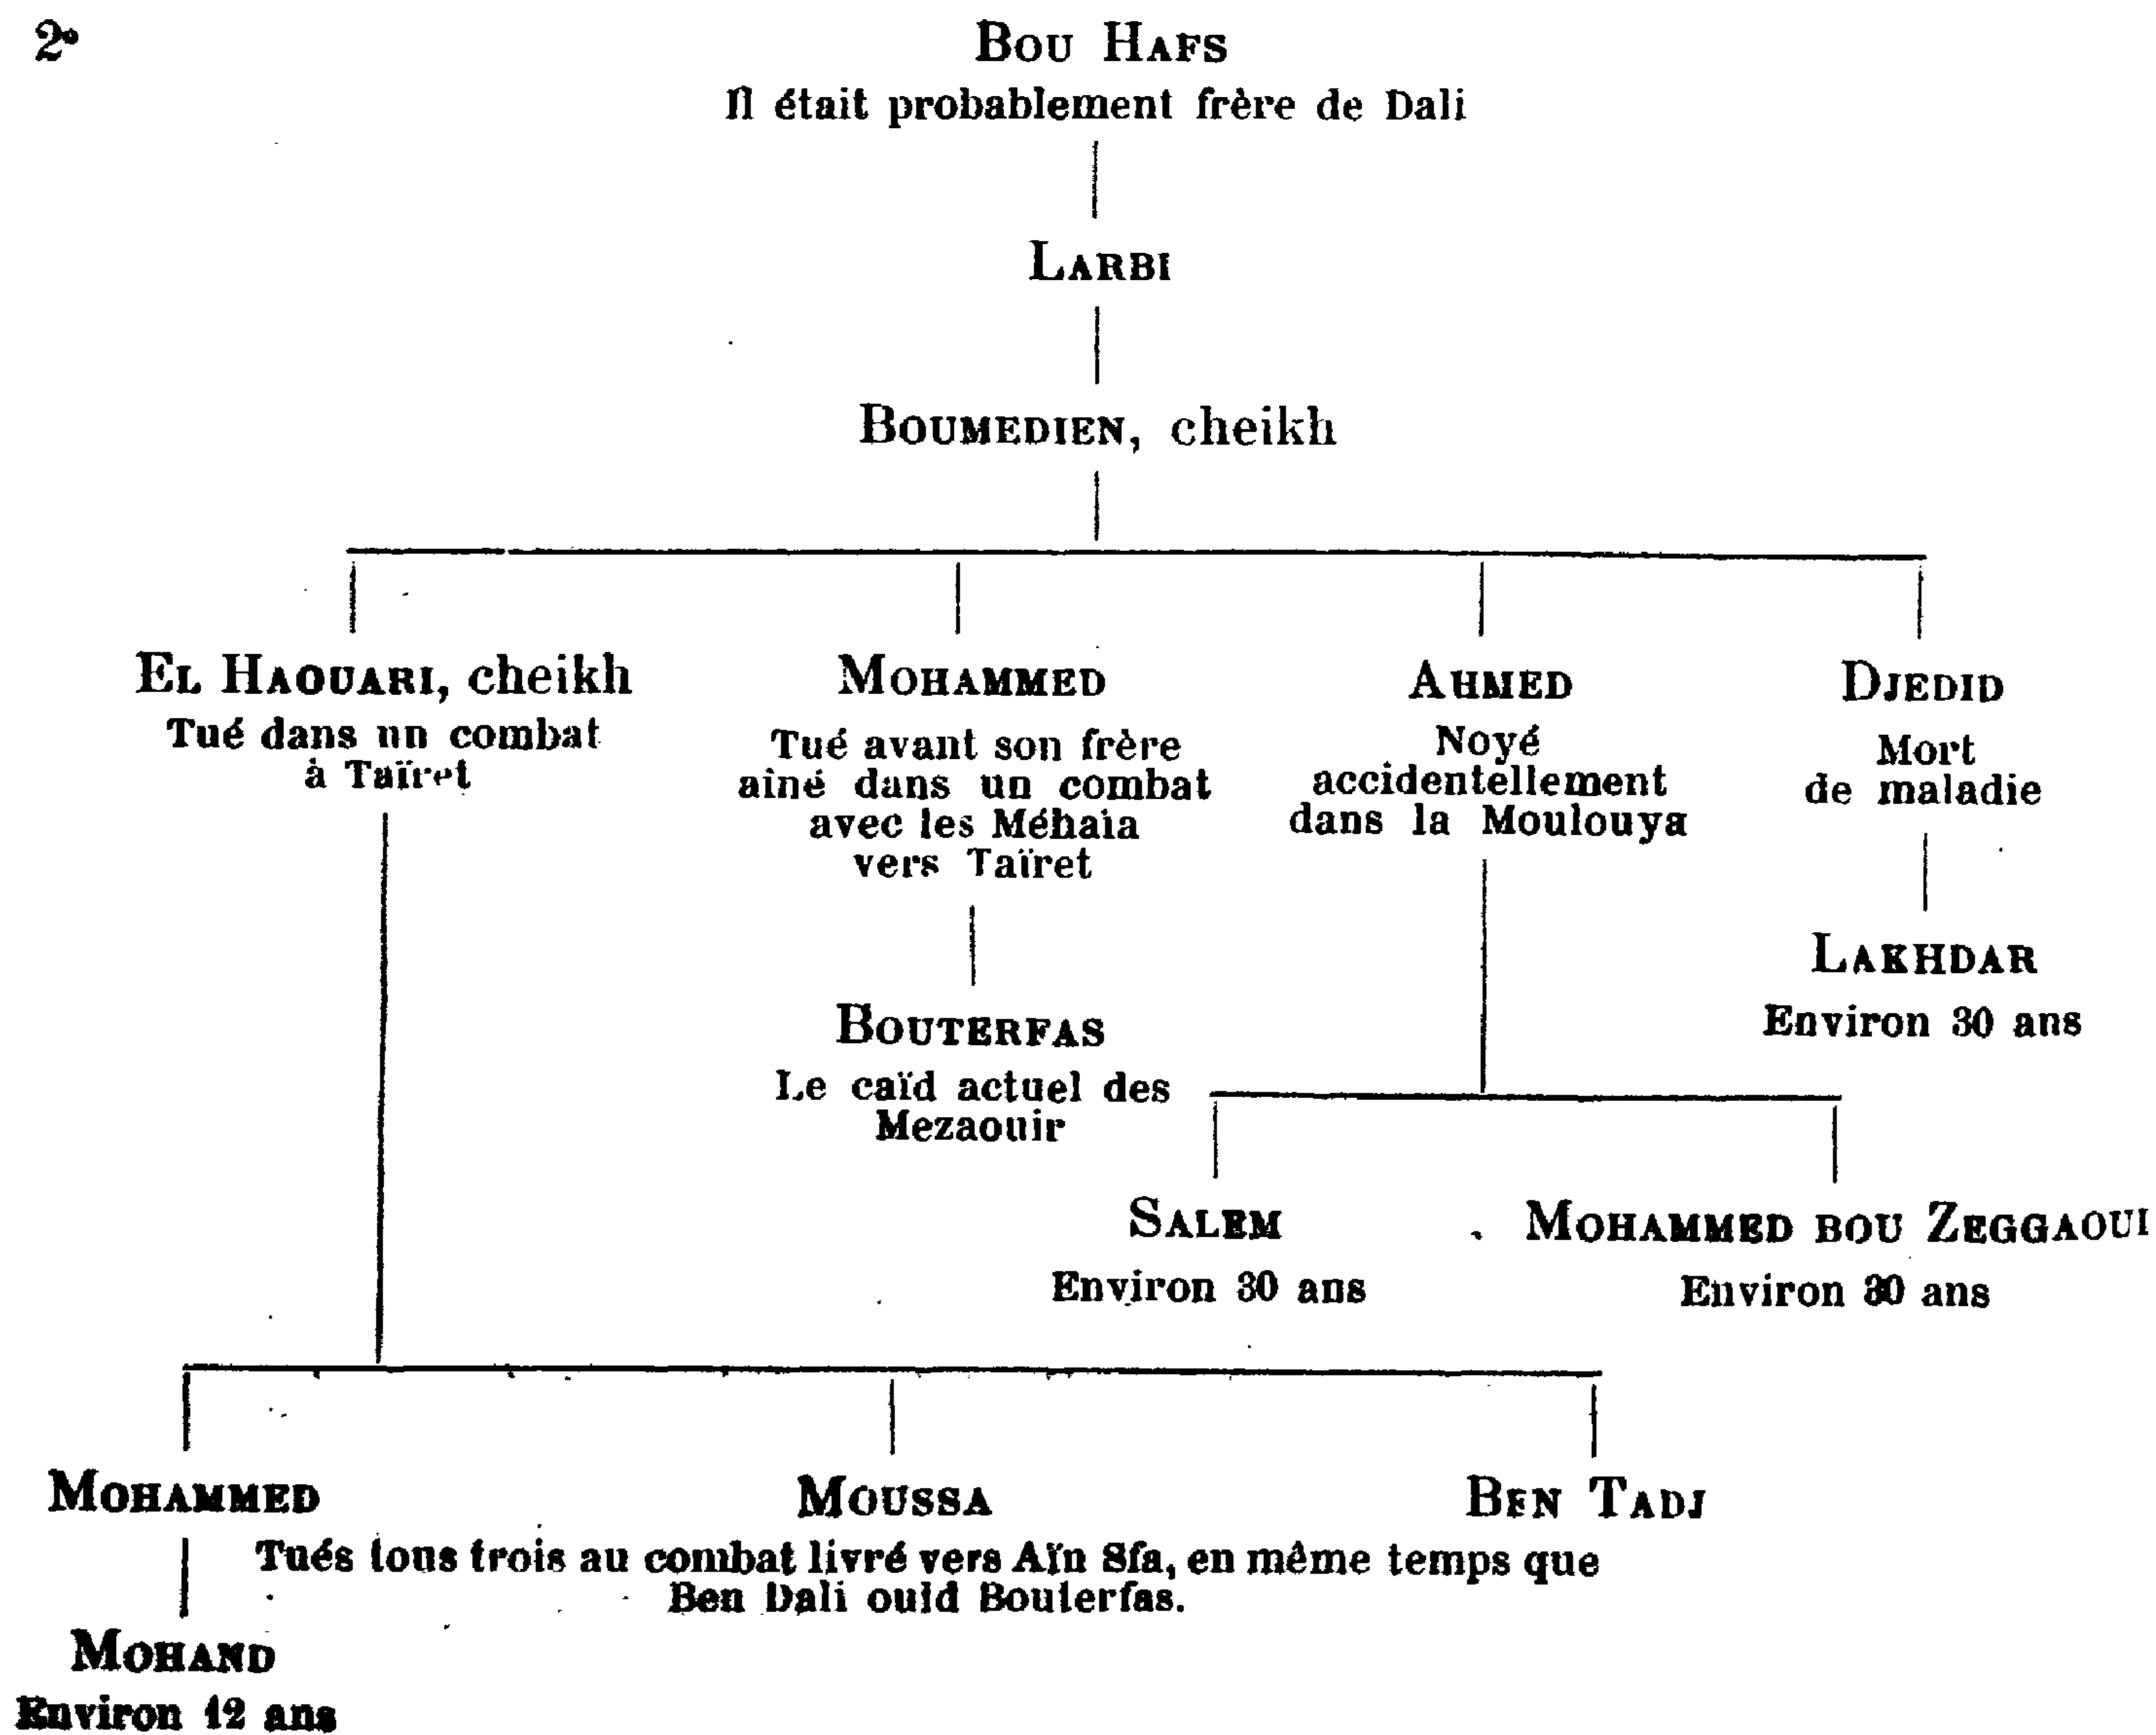 2°
BOU HAFS
Il était probablement frère de Dali
LARBI
BOUMEDIEN, cheikh
EL HAOUARI, cheikh
Tué dans un combat
à Taïret
MOHAMMED
Tué avant son frère
ainé dans un combat
avec les Méhaia
vers Taïret
AHMED
Noyé
accidentellement
dans la Moulouya
DJEDID
Mort
de maladie
LAKHDAR
Environ 30 ans
BOUTERFAS
Le caïd actuel des
Mezaouir
SALEM
Environ 30 ans
MOHAMMED BOU ZEGGAOUI
Environ 30 ans
MOHAMMED
MOUSSA
BEN TADJ
Tués tous trois au combat livré vers Aïn Sfa, en même temps que
Ben Dali ould Bouterfas.
MOHAND
Environ 12 ans